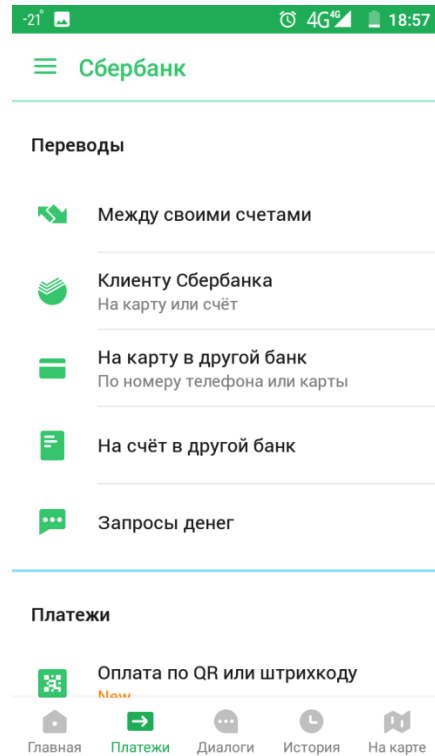 -21° 4G 4G 18:57
Сбербанк
Переводы
Между своими счетами
Клиенту Сбербанка
На карту или счёт
На карту в другой банк
По номеру телефона или карты
На счёт в другой банк
Запросы денег
Платежи
Оплата по QR или штрихкоду
New
Главная Платежи Диалоги История На карте